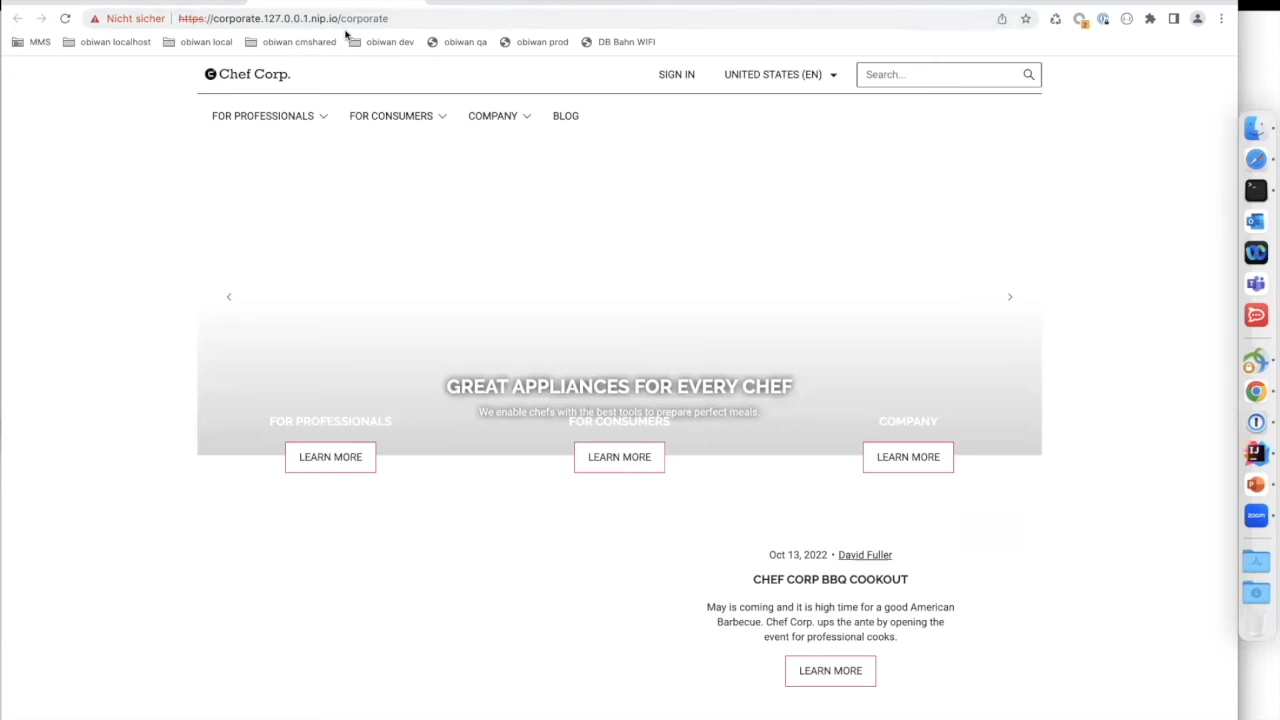 Nicht sicher https://corporate.127.0.0.1.nip.io/corporate
2
MMS obiwan localhost obiwan local obiwan cmshared obiwan dev obiwan qa obiwan prod DB Bahn WIFI
Chef Corp. SIGN IN UNITED STATES (EN) Search...
FOR PROFESSIONALS FOR CONSUMERS COMPANY BLOG
GREAT APPLIANCES FOR EVERY CHEF
We enable chefs with the best tools to prepare perfect meals.
FOR PROFESSIONALS FOR CONSUMERS COMPANY
LEARN MORE LEARN MORE LEARN MORE
Oct 13, 2022 • David Fuller
CHEF CORP BBQ COOKOUT
May is coming and it is high time for a good American
Barbecue. Chef Corp. ups the ante by opening the
event for professional cooks.
LEARN MORE
IJ
zoom